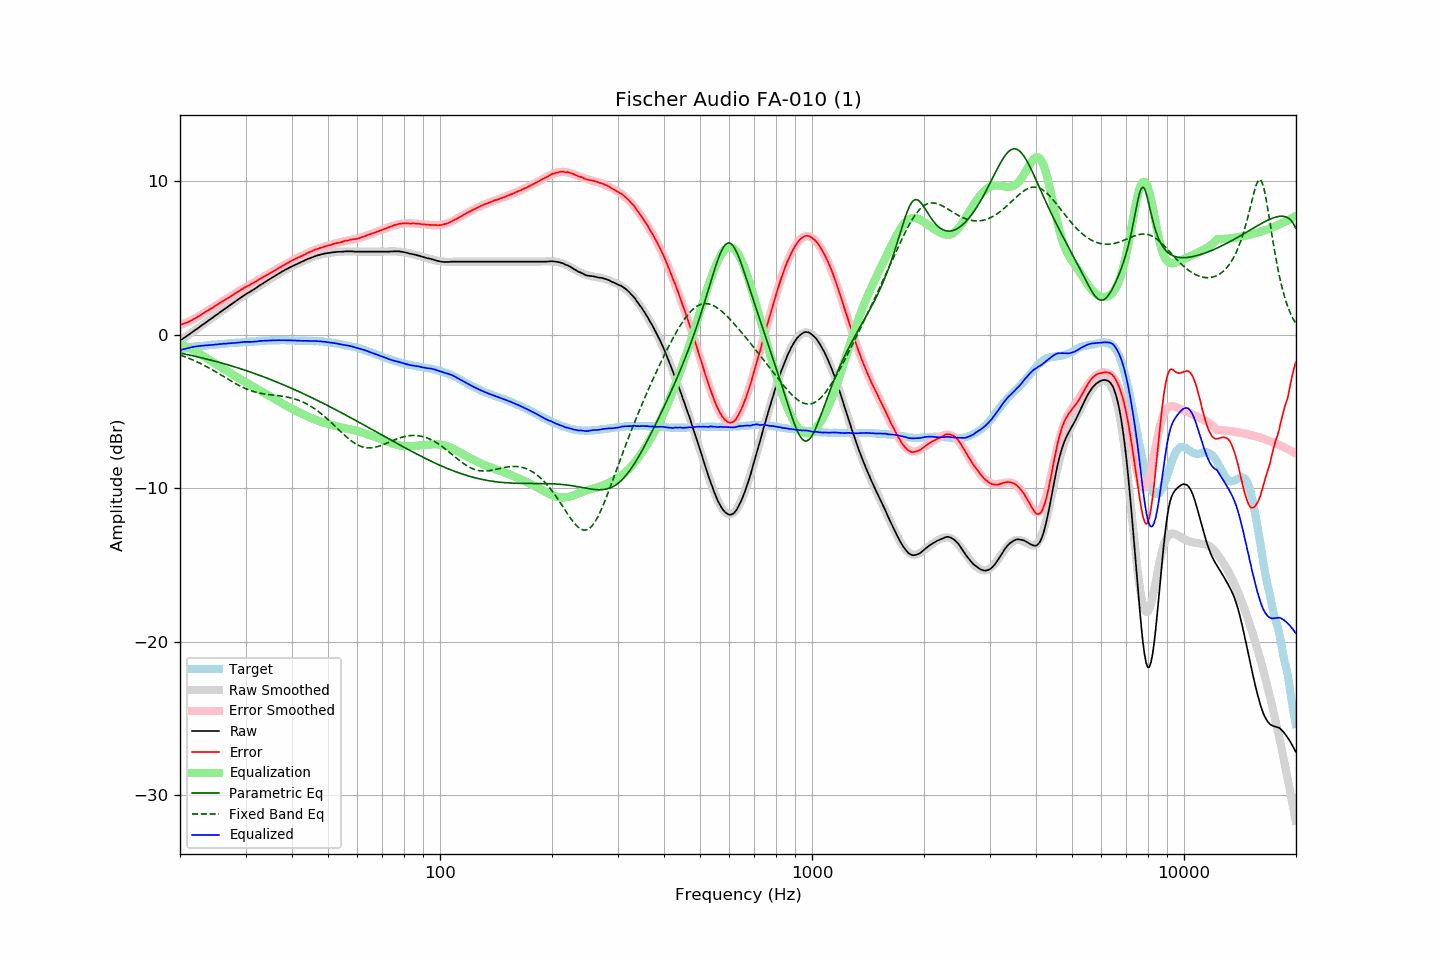 Fischer Audio FA-010 (1)
10
0
−10
−20
−30
Amplitude (dBr)
Target
Raw Smoothed
Error Smoothed
Raw
Error
Equalization
Parametric Eq
Fixed Band Eq
Equalized
100
1000
10000
Frequency (Hz)